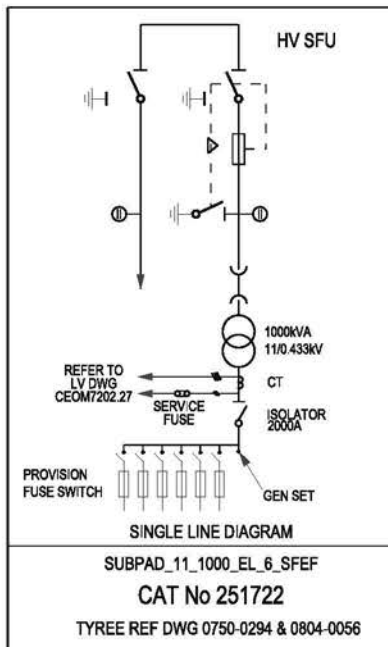 HV SFU
1000kVA
11/0.433kV
REFER TO
LV DWG
CEOM7202.27
CT
SERVICE
FUSE
ISOLATOR
2000A
PROVISION
FUSE SWITCH
GEN SET
SINGLE LINE DIAGRAM
SUBPAD_11_1000_EL_6_SFEF
CAT No 251722
TYREE REF DWG 0750-0294 & 0804-0056